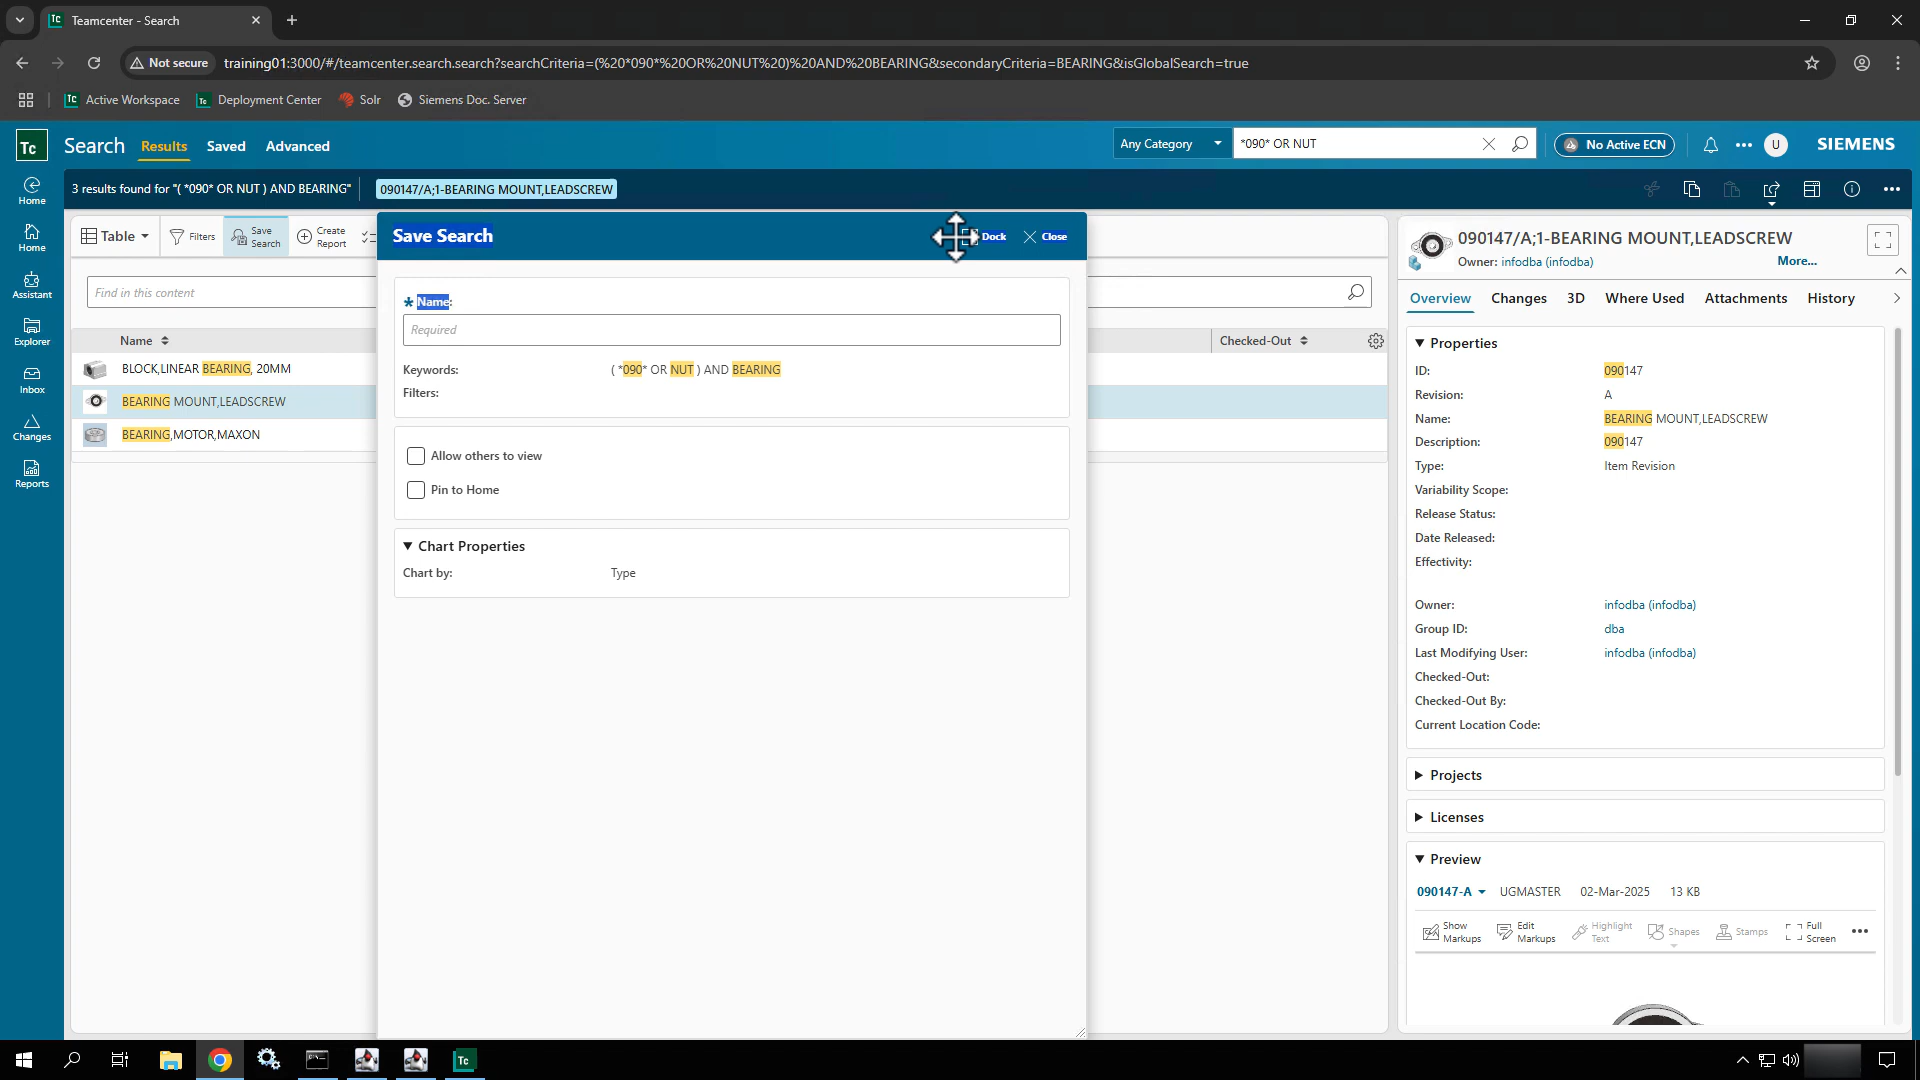 Teamcenter - Search
Not secure
training01:3000/#/teamcenter.search.search?searchCriteria=(%20*090*%20OR%20NUT%20)%20AND%20BEARING&secondaryCriteria=BEARING&isGlobalSearch=true
Active Workspace
Deployment Center
Solr
Siemens Doc. Server
Tc
Search
Results
Saved
Advanced
Any Category
*090* OR NUT
No Active ECN
U
SIEMENS
3 results found for "( *090* OR NUT ) AND BEARING"
090147/A;1-BEARING MOUNT,LEADSCREW
Home
Home
Assistant
Explorer
Inbox
Changes
Reports
Table
Filters
Save Search
Create Report
Find in this content
Name
Checked-Out
BLOCK,LINEAR BEARING, 20MM
BEARING MOUNT,LEADSCREW
BEARING,MOTOR,MAXON
Save Search
Dock
Close
* Name:
Required
Keywords:
( *090* OR NUT ) AND BEARING
Filters:
Allow others to view
Pin to Home
Chart Properties
Chart by:
Type
090147/A;1-BEARING MOUNT,LEADSCREW
Owner: infodba (infodba)
More...
Overview
Changes
3D
Where Used
Attachments
History
Properties
ID: 090147
Revision: A
Name: BEARING MOUNT,LEADSCREW
Description: 090147
Type: Item Revision
Variability Scope:
Release Status:
Date Released:
Effectivity:
Owner: infodba (infodba)
Group ID: dba
Last Modifying User: infodba (infodba)
Checked-Out:
Checked-Out By:
Current Location Code:
Projects
Licenses
Preview
090147-A
UGMASTER
02-Mar-2025
13 KB
Show Markups
Edit Markups
Highlight Text
Shapes
Stamps
Full Screen
Tc